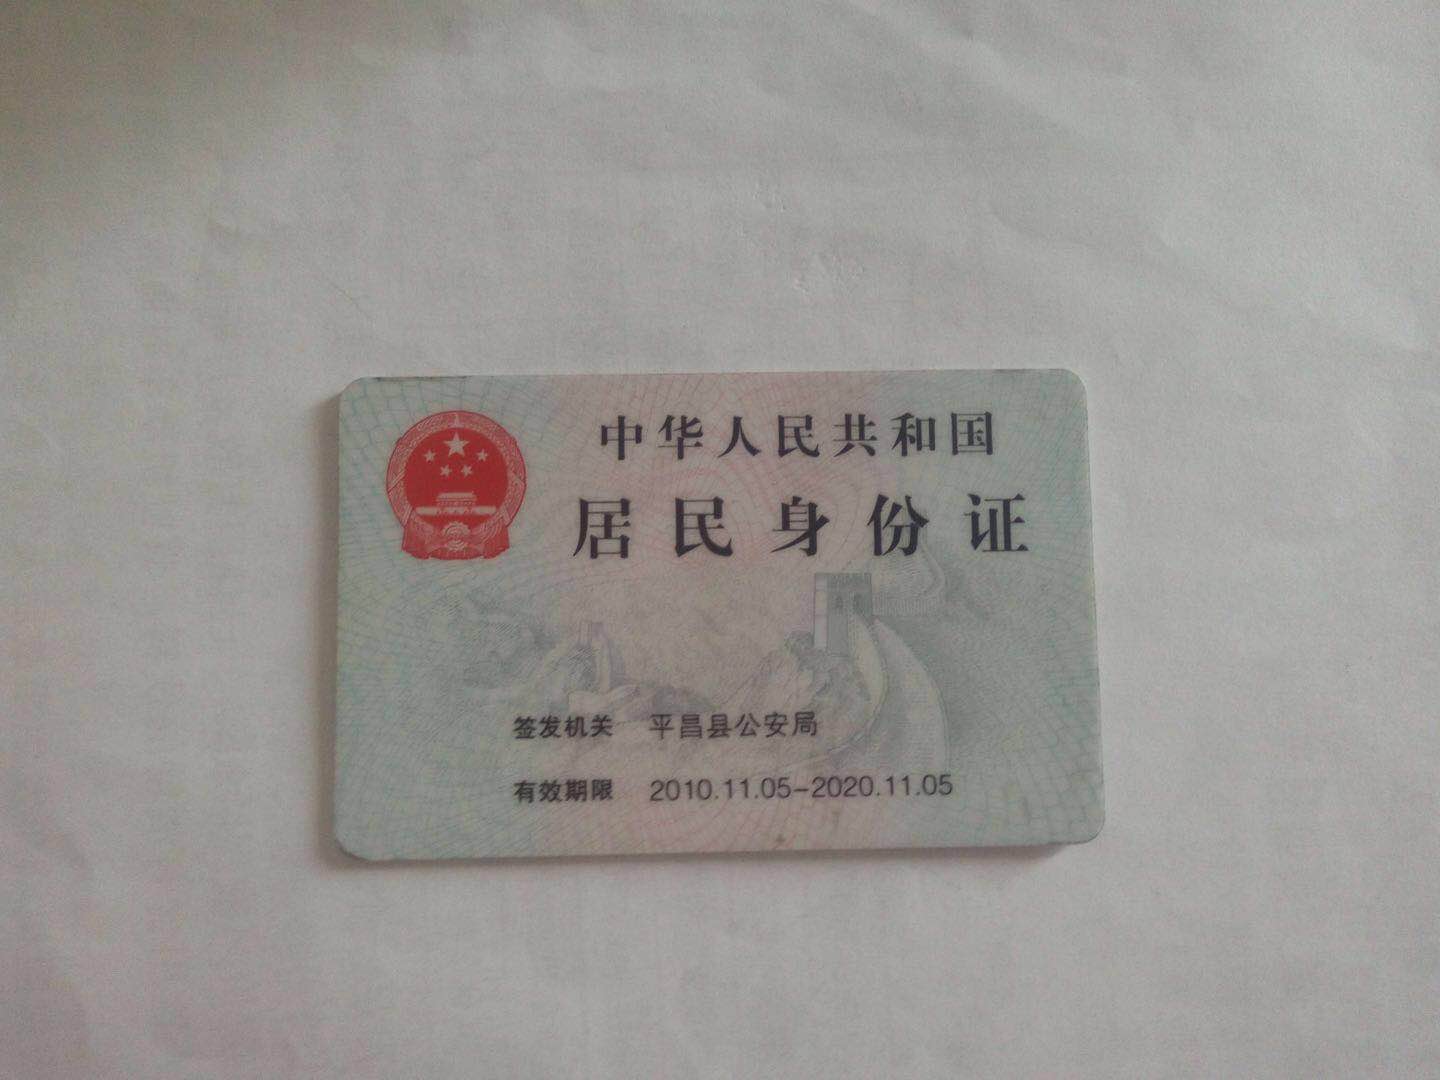 中华人民共和国
居民身份证
签发机关 平昌县公安局
有效期限 2010.11.05-2020.11.05